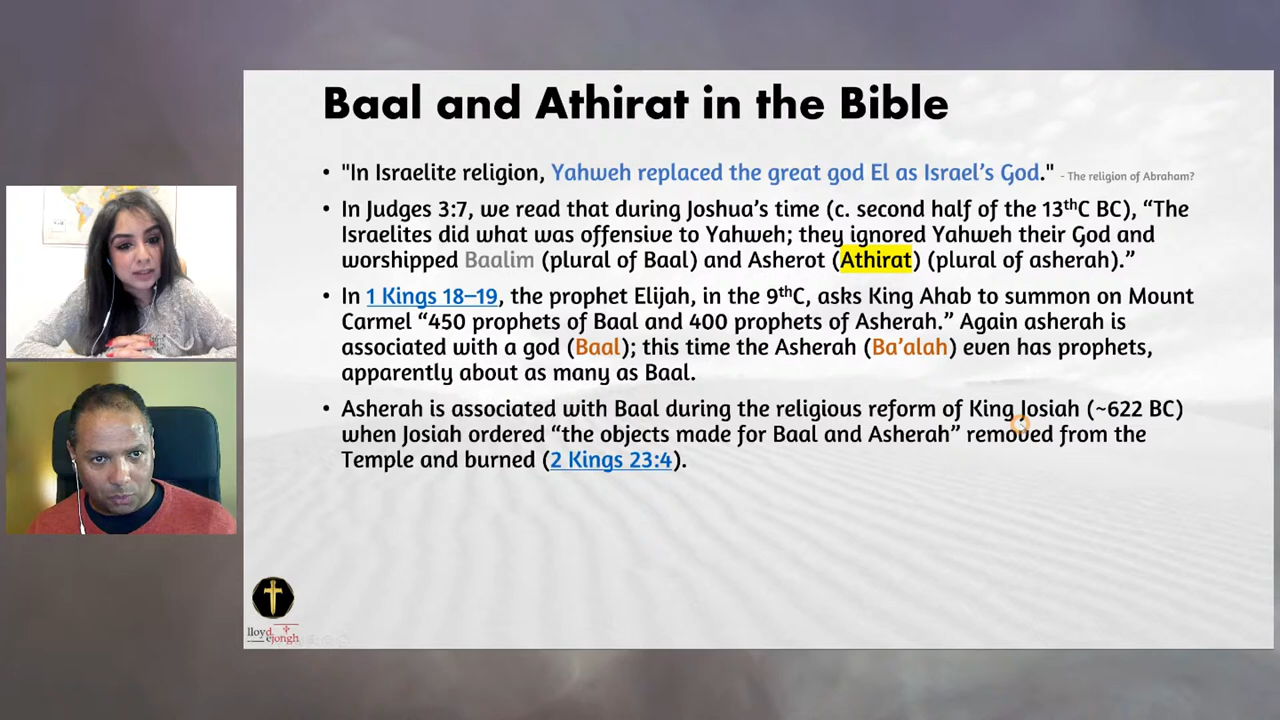 Baal and Athirat in the Bible
• "In Israelite religion, Yahweh replaced the great god El as Israel's God." - The religion of Abraham?
• In Judges 3:7, we read that during Joshua's time (c. second half of the 13thC BC), “The
Israelites did what was offensive to Yahweh; they ignored Yahweh their God and
worshipped Baalim (plural of Baal) and Asherot (Athirat) (plural of asherah).”
• In 1 Kings 18–19, the prophet Elijah, in the 9thC, asks King Ahab to summon on Mount
Carmel “450 prophets of Baal and 400 prophets of Asherah.” Again asherah is
associated with a god (Baal); this time the Asherah (Ba’alah) even has prophets,
apparently about as many as Baal.
• Asherah is associated with Baal during the religious reform of King Josiah (~622 BC)
when Josiah ordered “the objects made for Baal and Asherah” removed from the
Temple and burned (2 Kings 23:4).
lloyd
ejongh